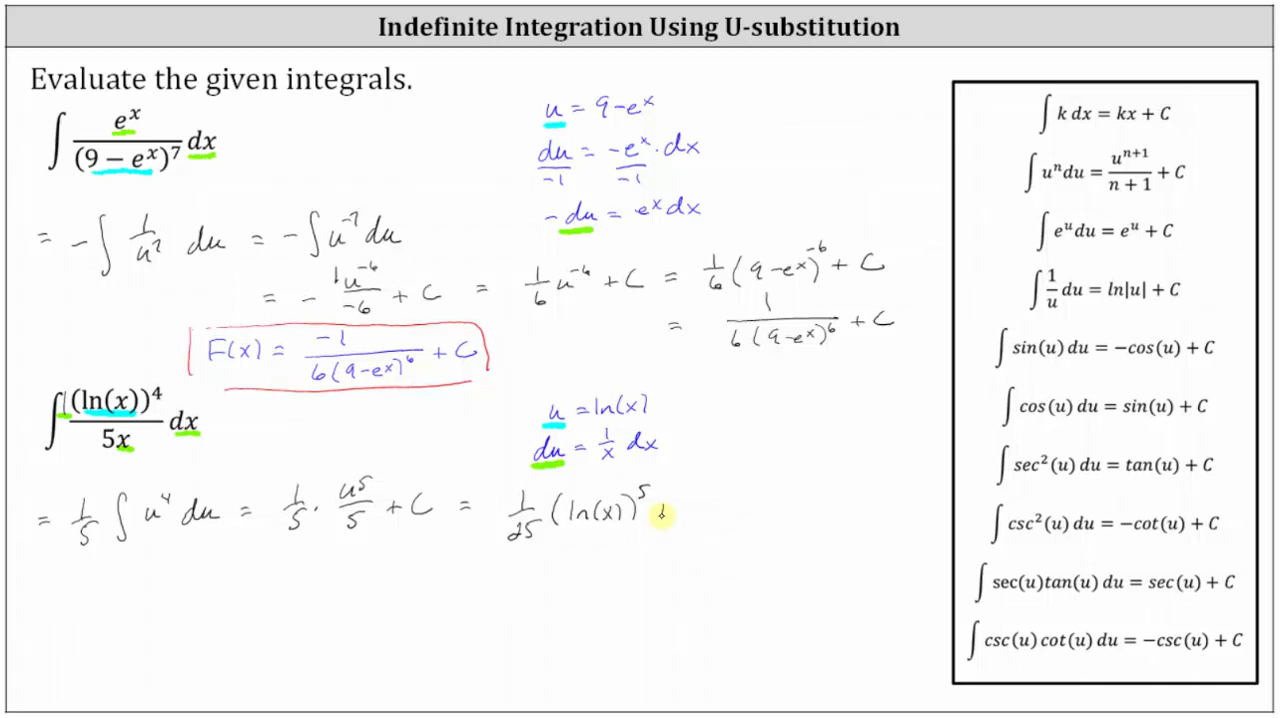 Indefinite Integration Using U-substitution
Evaluate the given integrals.
∫ e^x / (9 − e^x)^7 dx
u = 9 − e^x
du/−1 = −e^x · dx/−1
− du = e^x dx
= − ∫ 1/u^7 du = − ∫ u^−7 du
= − 1u^−6/−6 + C = 1/6 u^−6 + C = 1/6 (9 − e^x)^−6 + C
= 1/6(9 − e^x)^6 + C
F(x) = −1/6(9 − e^x)^6 + C
∫ (ln(x))^4 / 5x dx
u = ln(x)
du = 1/x dx
= 1/5 ∫ u^4 du = 1/5 · u^5/5 + C = 1/25 (ln(x))^5
∫ k dx = kx + C
∫ u^n du = u^(n+1)/(n + 1) + C
∫ e^u du = e^u + C
∫ 1/u du = ln|u| + C
∫ sin(u) du = −cos(u) + C
∫ cos(u) du = sin(u) + C
∫ sec²(u) du = tan(u) + C
∫ csc²(u) du = −cot(u) + C
∫ sec(u)tan(u) du = sec(u) + C
∫ csc(u) cot(u) du = −csc(u) + C